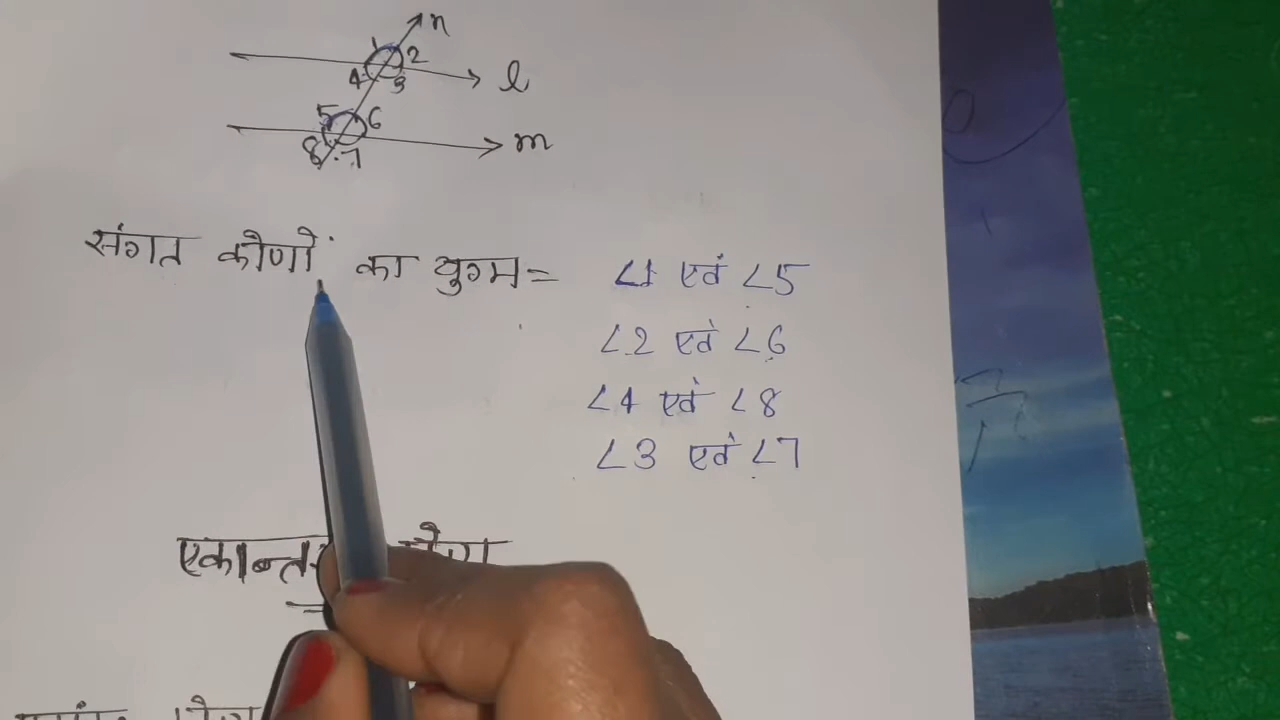 n
1 2
4 3
l
5 6
8 7
m
संगत कोणों का युग्म = ∠1 एवं ∠5
∠2 एवं ∠6
∠4 एवं ∠8
∠3 एवं ∠7